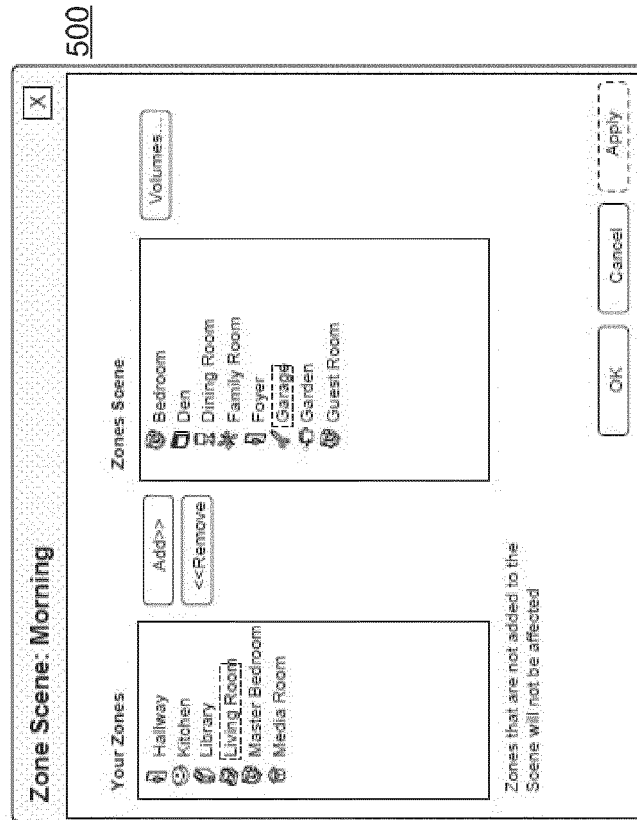 500
Zone Scene: Morning
X
Your Zones
Hallway
Kitchen
Library
Living Room
Master Bedroom
Media Room
Add>>
<<Remove
Zones Scene
Bedroom
Den
Dining Room
Family Room
Foyer
Garage
Garden
Guest Room
Volumes...
Zones that are not added to the
Scene will not be affected
OK
Cancel
Apply